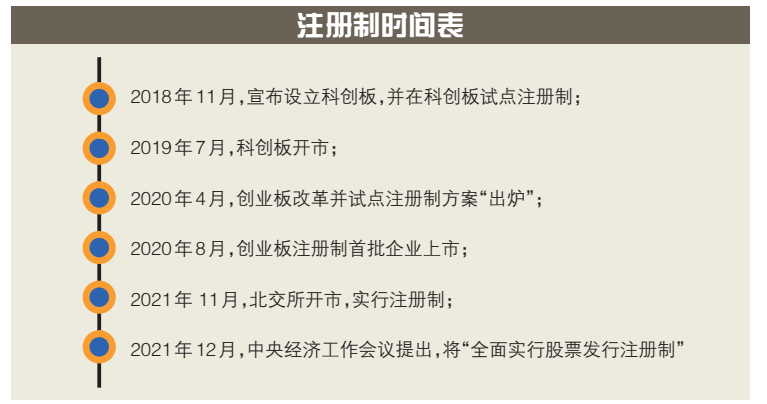 注册制时间表
2018年11月,宣布设立科创板,并在科创板试点注册制;
2019年7月,科创板开市;
2020年4月,创业板改革并试点注册制方案“出炉”;
2020年8月,创业板注册制首批企业上市;
2021年 11月,北交所开市,实行注册制;
2021年12月,中央经济工作会议提出,将“全面实行股票发行注册制”